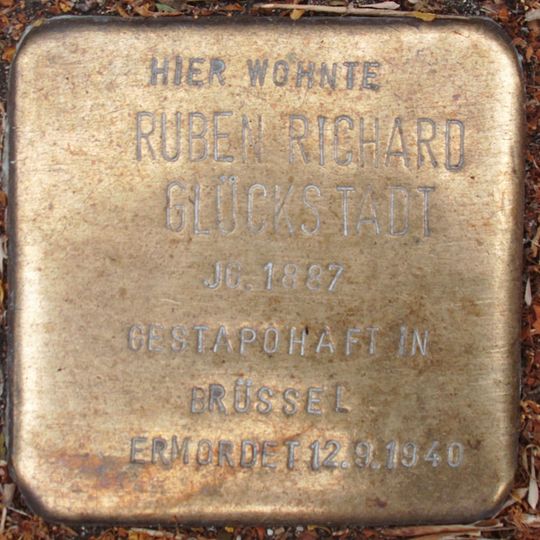 HIER WOHNTE
RUBEN RICHARD
GLÜCKSTADT
JG. 1887
GESTAPOHAFT IN
BRÜSSEL
ERMORDET 12.9.1940